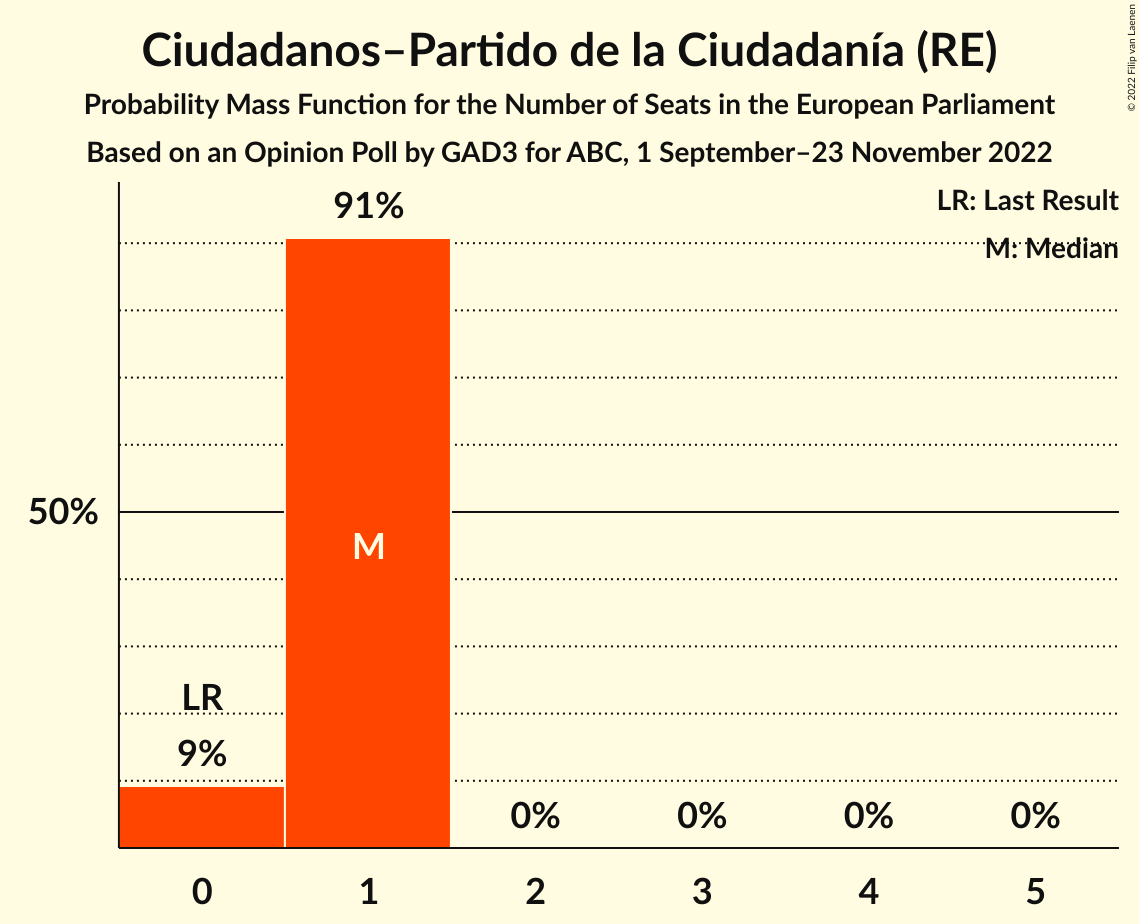 Ciudadanos–Partido de la Ciudadanía (RE)
Probability Mass Function for the Number of Seats in the European Parliament
Based on an Opinion Poll by GAD3 for ABC, 1 September–23 November 2022
© 2022 Filip van Laenen
LR: Last Result
M: Median
91%
50%
M
LR
9%
0%
0%
0%
0%
0
1
2
3
4
5